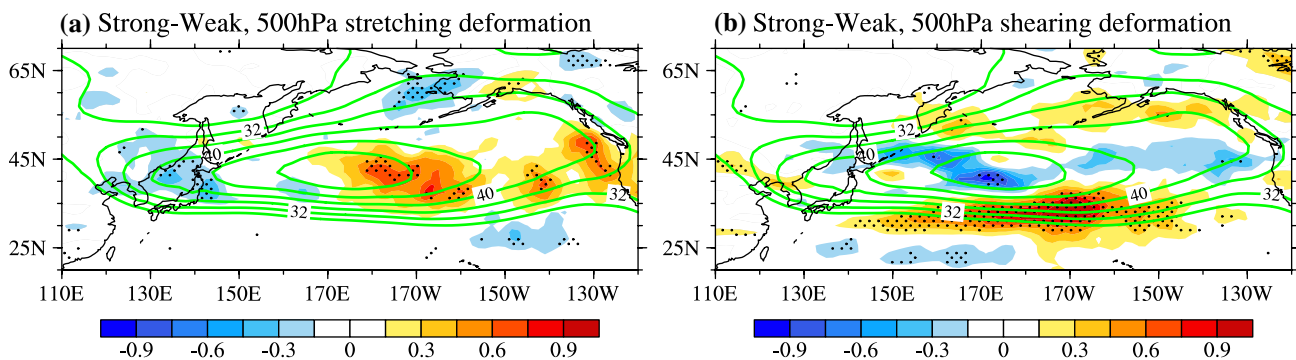 (a) Strong-Weak, 500hPa stretching deformation
65N
45N
25N
32
40
40
32
32
110E 130E 150E 170E 170W 150W 130W
-0.9 -0.6 -0.3 0 0.3 0.6 0.9
(b) Strong-Weak, 500hPa shearing deformation
65N
45N
25N
32
40
40
32
32
110E 130E 150E 170E 170W 150W 130W
-0.9 -0.6 -0.3 0 0.3 0.6 0.9